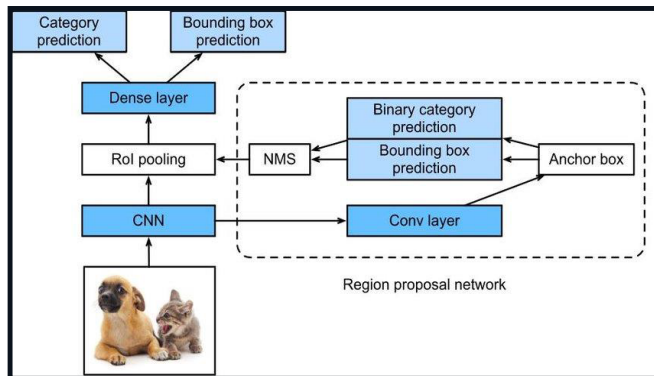 Category
prediction
Bounding box
prediction
Dense layer
Binary category
prediction
RoI pooling
NMS
Bounding box
prediction
Anchor box
CNN
Conv layer
Region proposal network